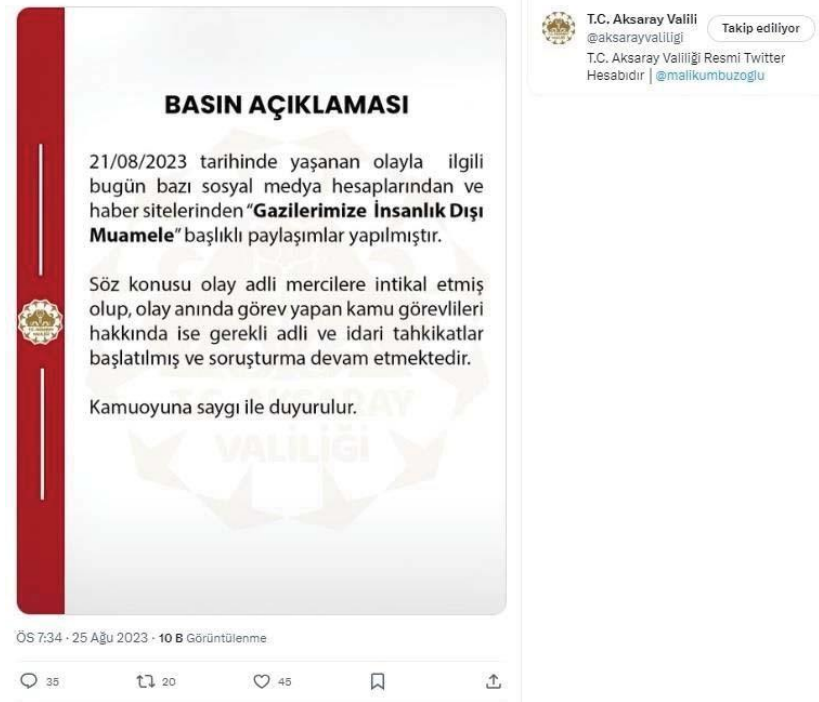 BASIN AÇIKLAMASI
21/08/2023 tarihinde yaşanan olayla ilgili
bugün bazı sosyal medya hesaplarından ve
haber sitelerinden "Gazilerimize İnsanlık Dışı
Muamele" başlıklı paylaşımlar yapılmıştır.
Söz konusu olay adli mercilere intikal etmiş
olup, olay anında görev yapan kamu görevlileri
hakkında ise gerekli adli ve idari tahkikatlar
başlatılmış ve soruşturma devam etmektedir.
Kamuoyuna saygı ile duyurulur.
T.C. AKSARAY
VALİLİĞİ
ÖS 7:34 · 25 Ağu 2023 · 10 B Görüntülenme
35 20 45
T.C. Aksaray Valili
@aksarayvaliligi
Takip ediliyor
T.C. Aksaray Valiliği Resmi Twitter
Hesabıdır | @malikumbuzoglu